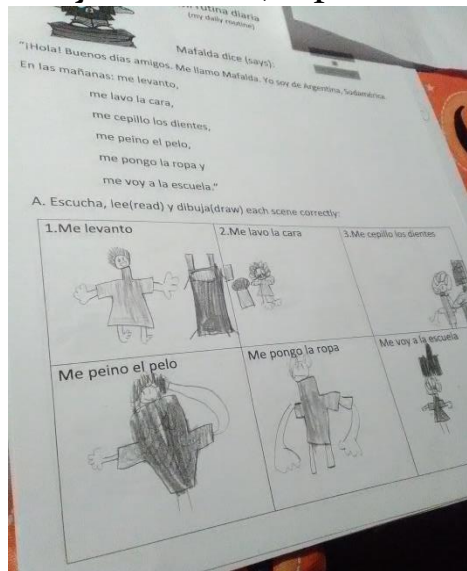 rutina diaria
(my daily routine)
Mafalda dice (says):
"¡Hola! Buenos días amigos. Me llamo Mafalda. Yo soy de Argentina, Sudamérica.
En las mañanas: me levanto,
me lavo la cara,
me cepillo los dientes,
me peino el pelo,
me pongo la ropa y
me voy a la escuela."
A. Escucha, lee(read) y dibuja(draw) each scene correctly:
1.Me levanto
2.Me lavo la cara
3.Me cepillo los dientes
Me peino el pelo
Me pongo la ropa
Me voy a la escuela